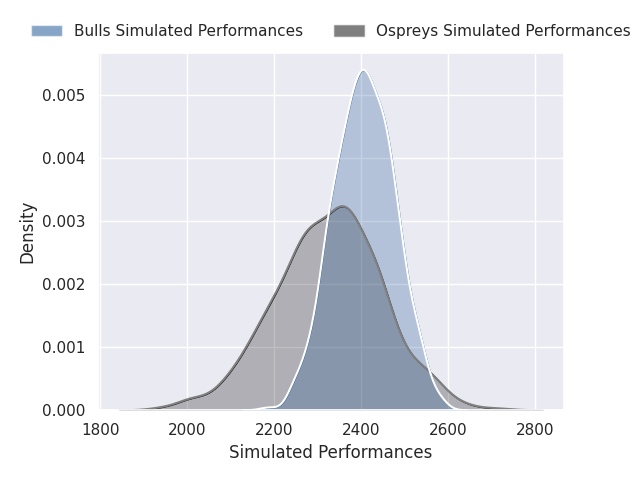 Bulls Simulated Performances Ospreys Simulated Performances
0.005
0.004
0.003
0.002
0.001
0.000
Density
1800 2000 2200 2400 2600 2800
Simulated Performances